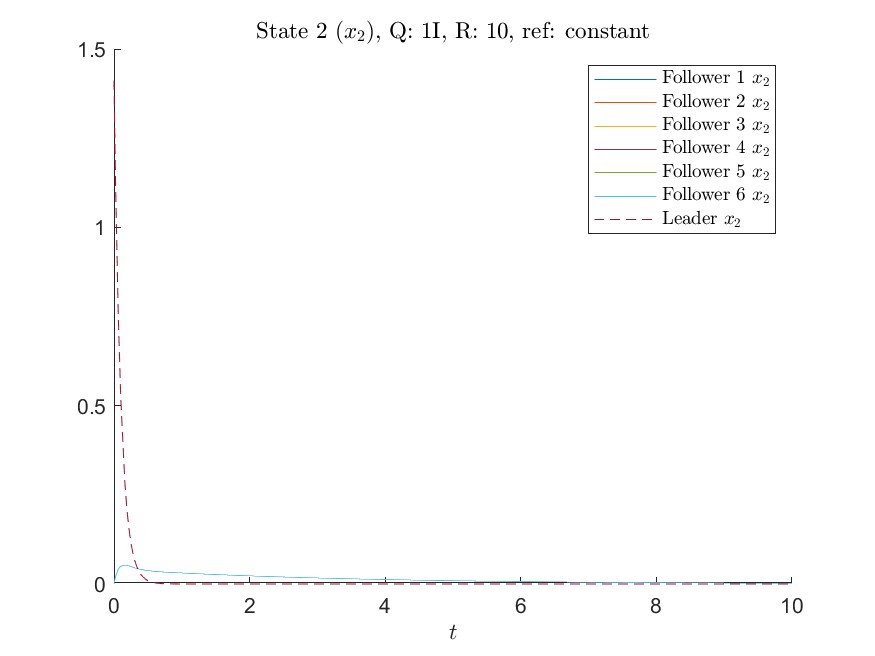 State 2 (x₂), Q: 1I, R: 10, ref: constant
1.5
1
0.5
0
Follower 1 x₂
Follower 2 x₂
Follower 3 x₂
Follower 4 x₂
Follower 5 x₂
Follower 6 x₂
Leader x₂
0 2 4 6 8 10
t